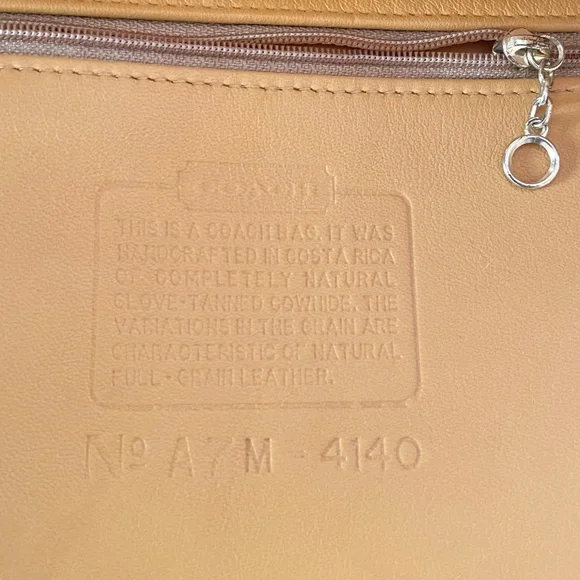 COACH
THIS IS A COACH BAG. IT WAS
HANDCRAFTED IN COSTA RICA
OF COMPLETELY NATURAL
GLOVE-TANNED COWHIDE. THE
VARIATIONS IN THE GRAIN ARE
CHARACTERISTIC OF NATURAL
FULL-GRAIN LEATHER.
Nº A7M-4140